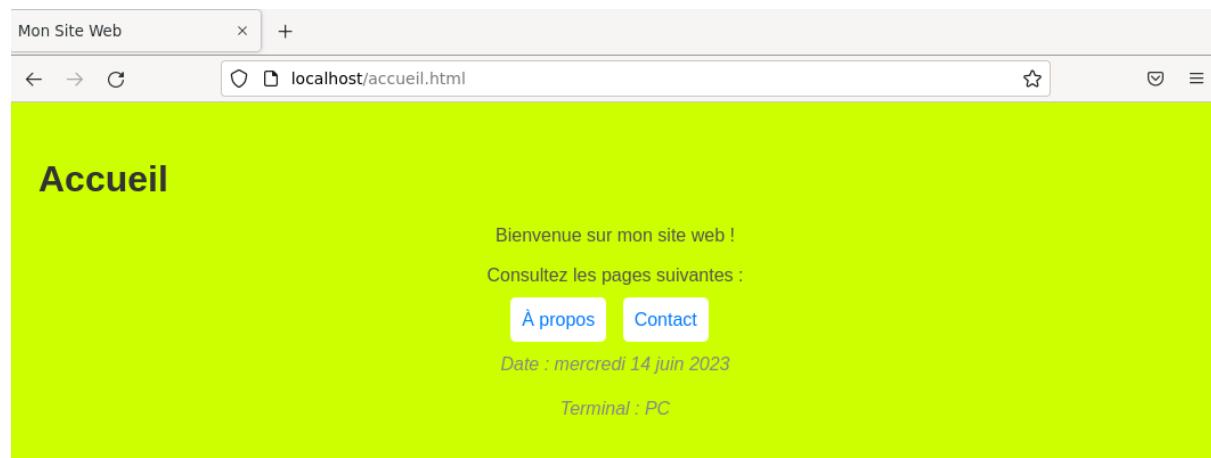 Mon Site Web
localhost/accueil.html
Accueil
Bienvenue sur mon site web !
Consultez les pages suivantes :
À propos Contact
Date : mercredi 14 juin 2023
Terminal : PC